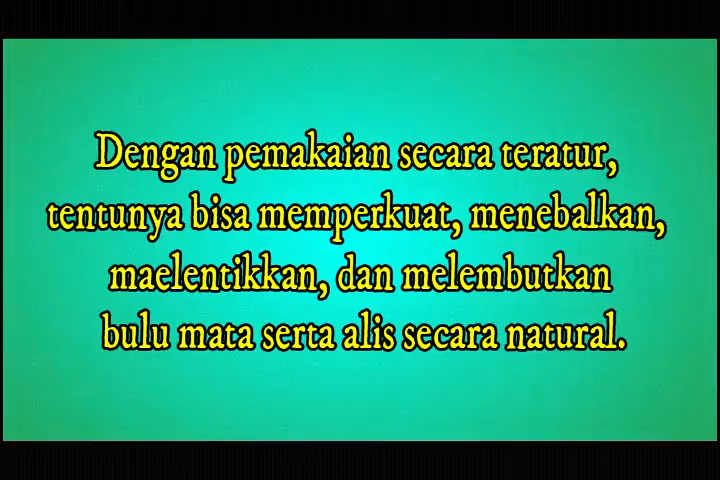 Dengan pemakaian secara teratur,
tentunya bisa memperkuat, menebalkan,
maelentikkan, dan melembutkan
bulu mata serta alis secara natural.